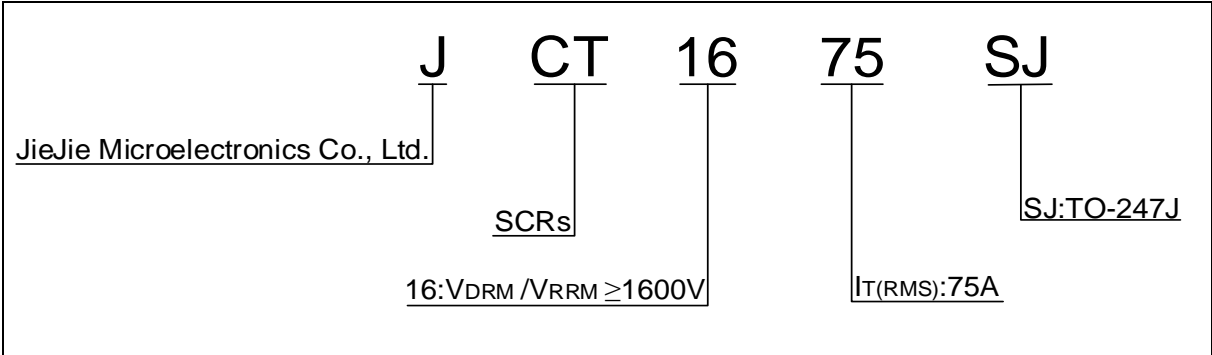 J CT 16 75 SJ
JieJie Microelectronics Co., Ltd.
SJ:TO-247J
SCRs
16:VDRM /VRRM ≥1600V
IT(RMS):75A